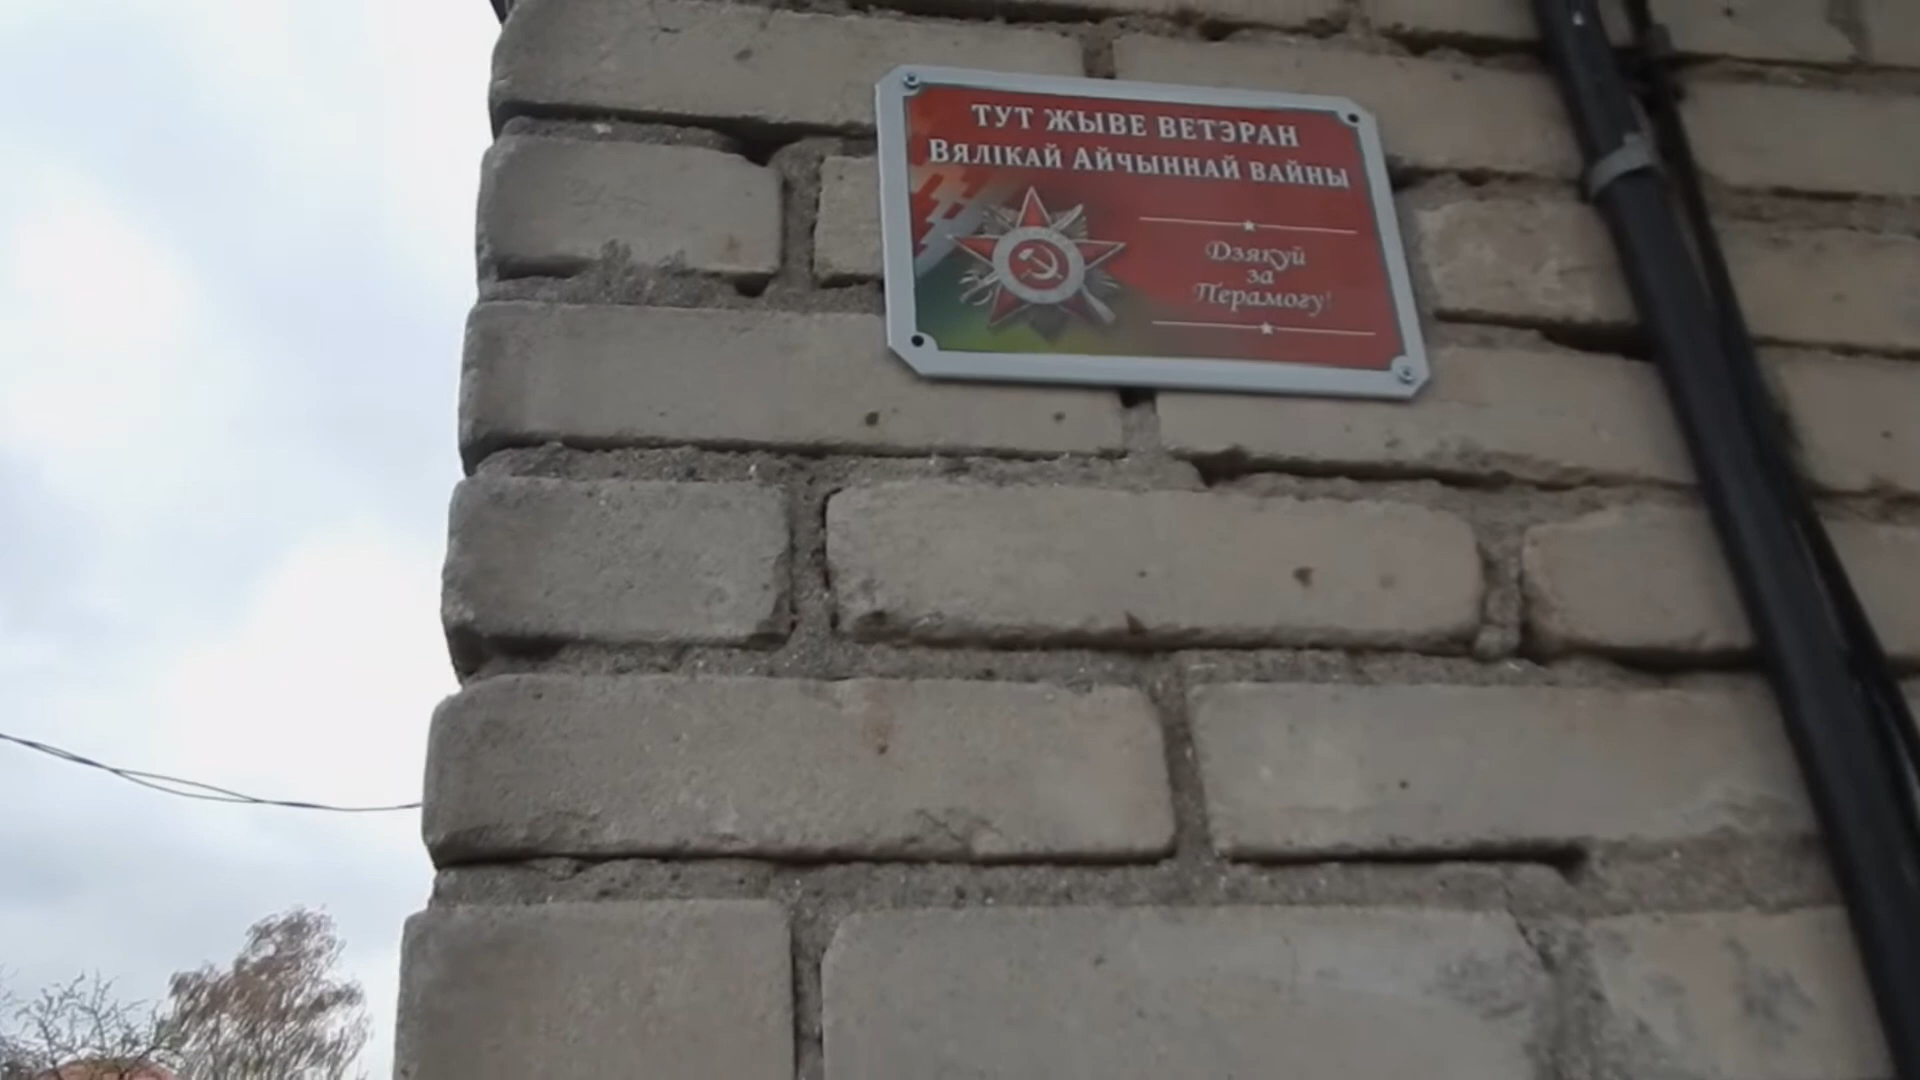 ТУТ ЖЫВЕ ВЕТЭРАН
ВЯЛІКАЙ АЙЧЫННАЙ ВАЙНЫ
Дзякуй
за
Перамогу!